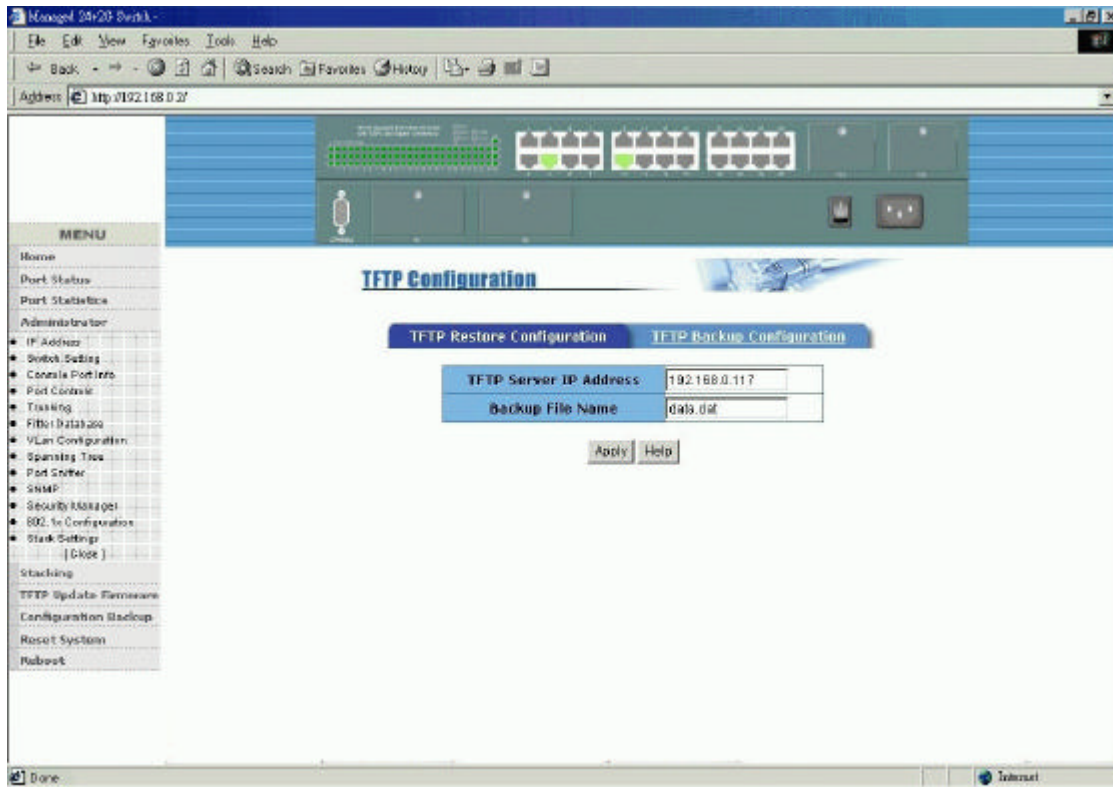 Managed 24+2G Switch -
File Edit View Favorites Tools Help
Back Search Favorites History
Address http://192.168.0.2/
MENU
Home
Port Status
Port Statistics
Administrator
IP Address
Switch Setting
Console Port Info
Port Controls
Trunking
Filter Database
VLan Configuration
Spanning Tree
Port Sniffer
SNMP
Security Manager
802.1x Configuration
Stack Settings
[ Close ]
Stacking
TFTP Update Firmware
Configuration Backup
Reset System
Reboot
TFTP Configuration
TFTP Restore Configuration TFTP Backup Configuration
TFTP Server IP Address 192.168.0.117
Backup File Name data.dat
Apply Help
Done Internet